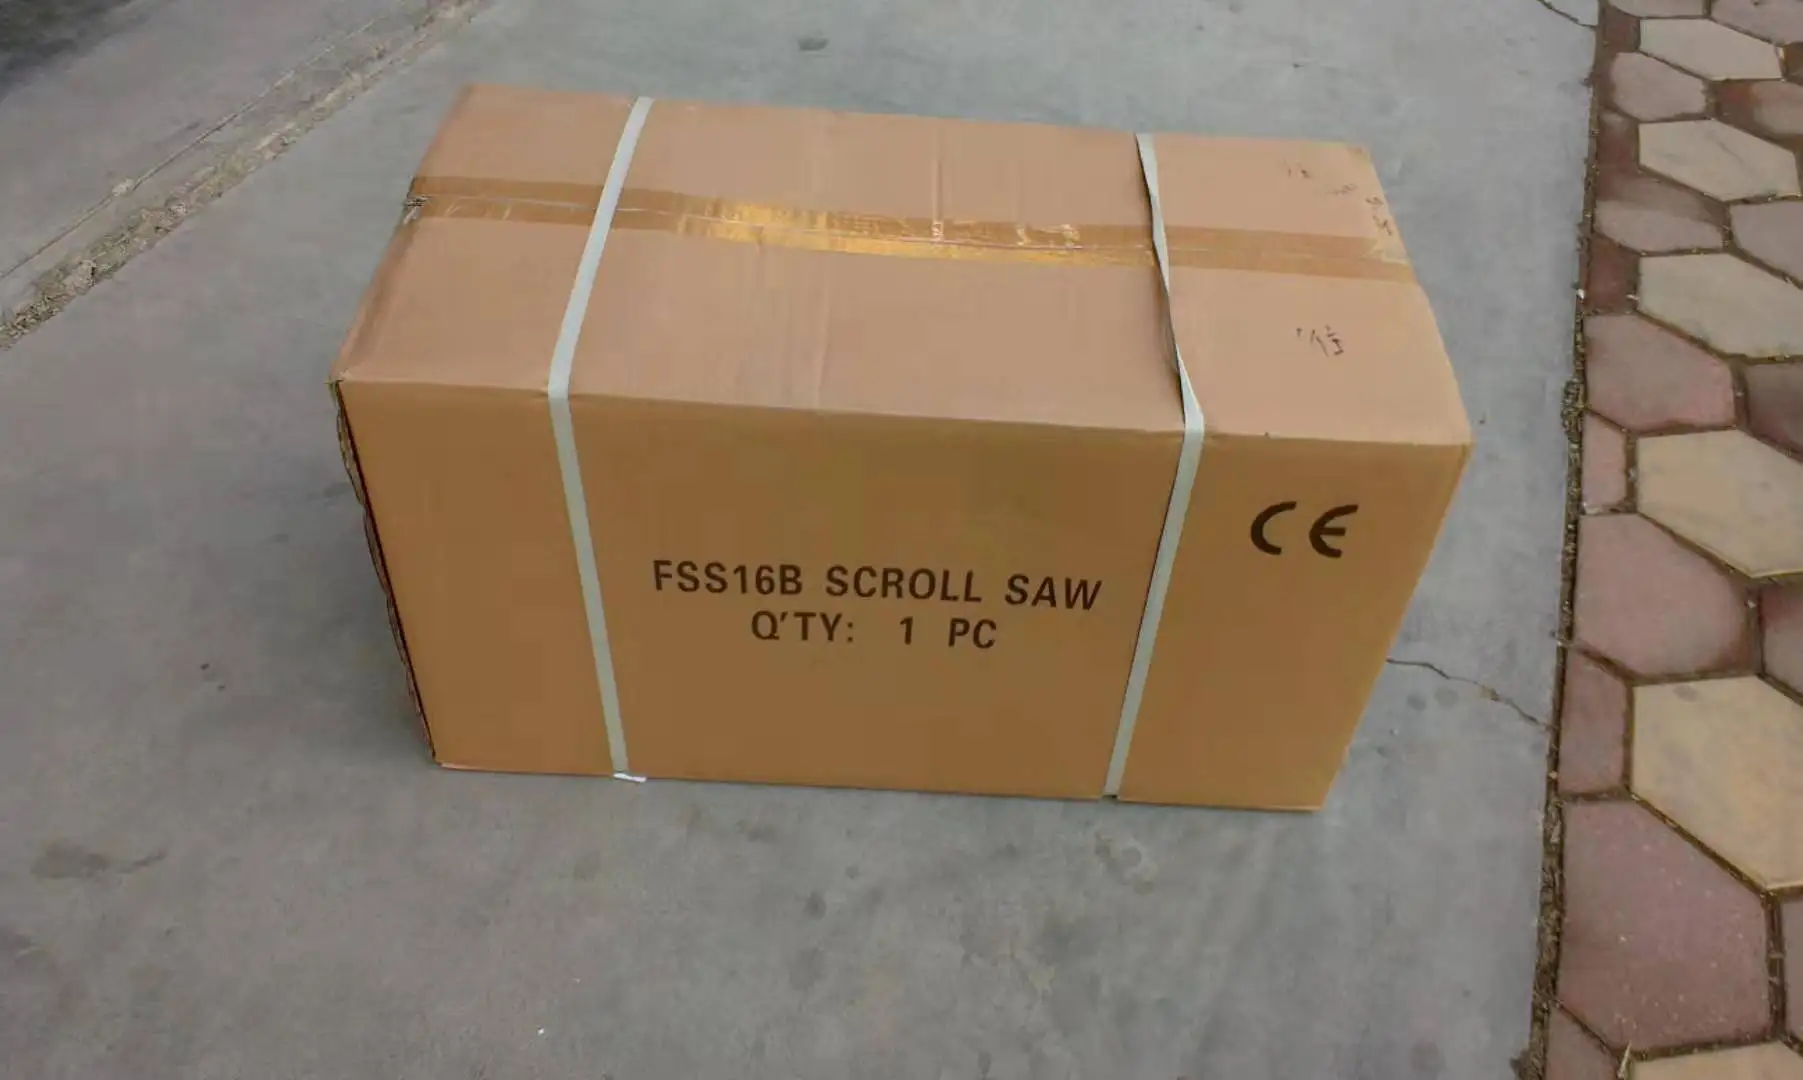 CE
FSS16B SCROLL SAW
Q'TY: 1 PC